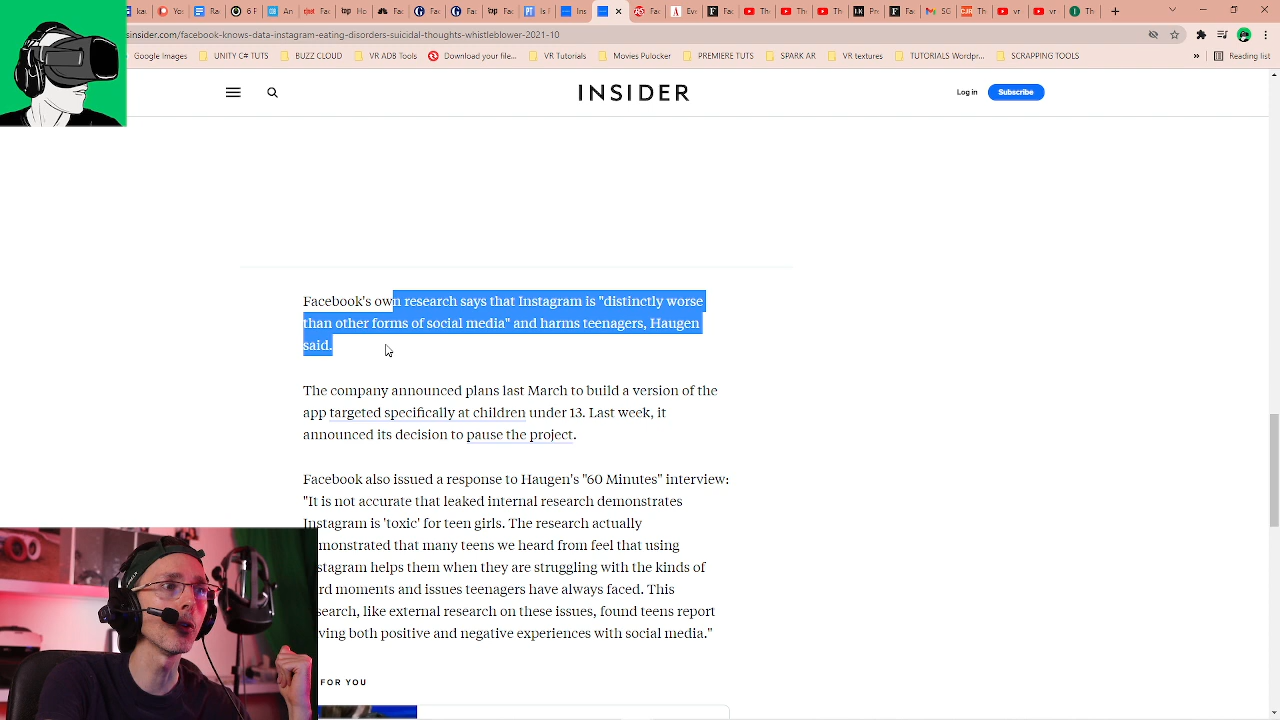 6 F
insider.com/facebook-knows-data-instagram-eating-disorders-suicidal-thoughts-whistleblower-2021-10
Google Images
UNITY C# TUTS
BUZZ CLOUD
VR ADB Tools
Download your file...
VR Tutorials
Movies Pulocker
PREMIERE TUTS
SPARK AR
VR textures
TUTORIALS Wordpress
SCRAPPING TOOLS
»
Reading list
INSIDER
Log in
Subscribe
Facebook's own research says that Instagram is "distinctly worse
than other forms of social media" and harms teenagers, Haugen
said.
The company announced plans last March to build a version of the
app targeted specifically at children under 13. Last week, it
announced its decision to pause the project.
Facebook also issued a response to Haugen's "60 Minutes" interview:
"It is not accurate that leaked internal research demonstrates
Instagram is 'toxic' for teen girls. The research actually
monstrated that many teens we heard from feel that using
stagram helps them when they are struggling with the kinds of
rd moments and issues teenagers have always faced. This
search, like external research on these issues, found teens report
ving both positive and negative experiences with social media."
FOR YOU